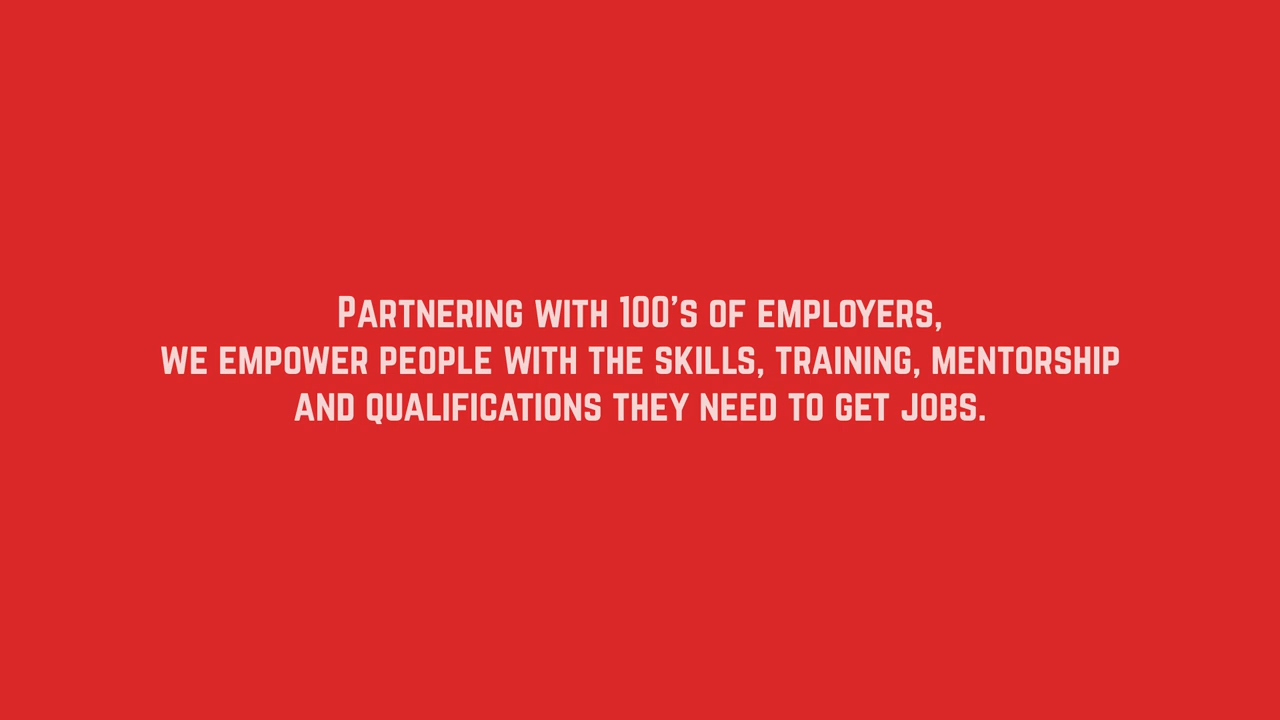 Partnering with 100's of employers,
we empower people with the skills, training, mentorship
and qualifications they need to get jobs.